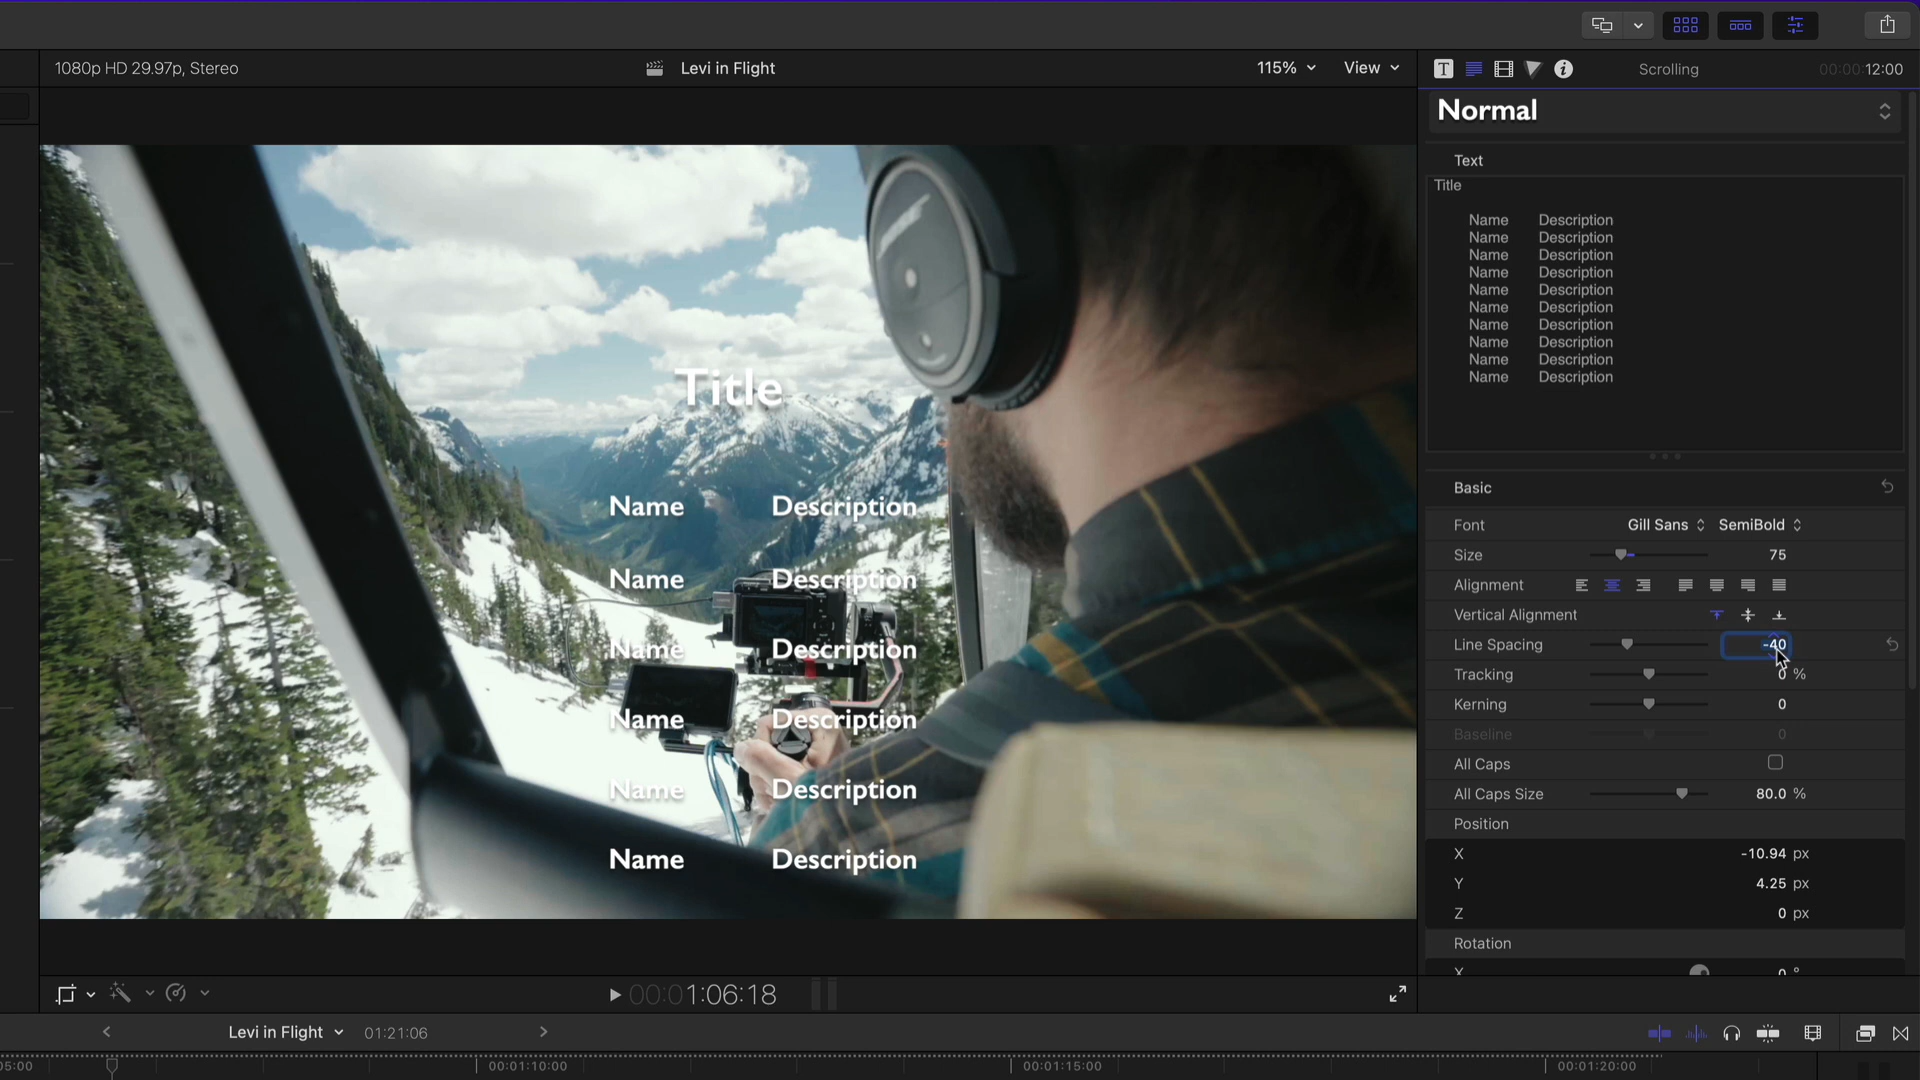 1080p HD 29.97p, Stereo
Levi in Flight
115%
View
Scrolling
00:00:12:00
Normal
Text
Title
Name Description
Name Description
Name Description
Name Description
Name Description
Name Description
Name Description
Name Description
Name Description
Name Description
Title
Name Description
Name Description
Name Description
Name Description
Name Description
Name Description
Basic
Font Gill Sans SemiBold
Size 75
Alignment
Vertical Alignment
Line Spacing -40
Tracking 0 %
Kerning 0
Baseline 0
All Caps
All Caps Size 80.0 %
Position
X -10.94 px
Y 4.25 px
Z 0 px
Rotation
X 0 °
00:01:06:18
Levi in Flight 01:21:06
05:00 00:01:10:00 00:01:15:00 00:01:20:00